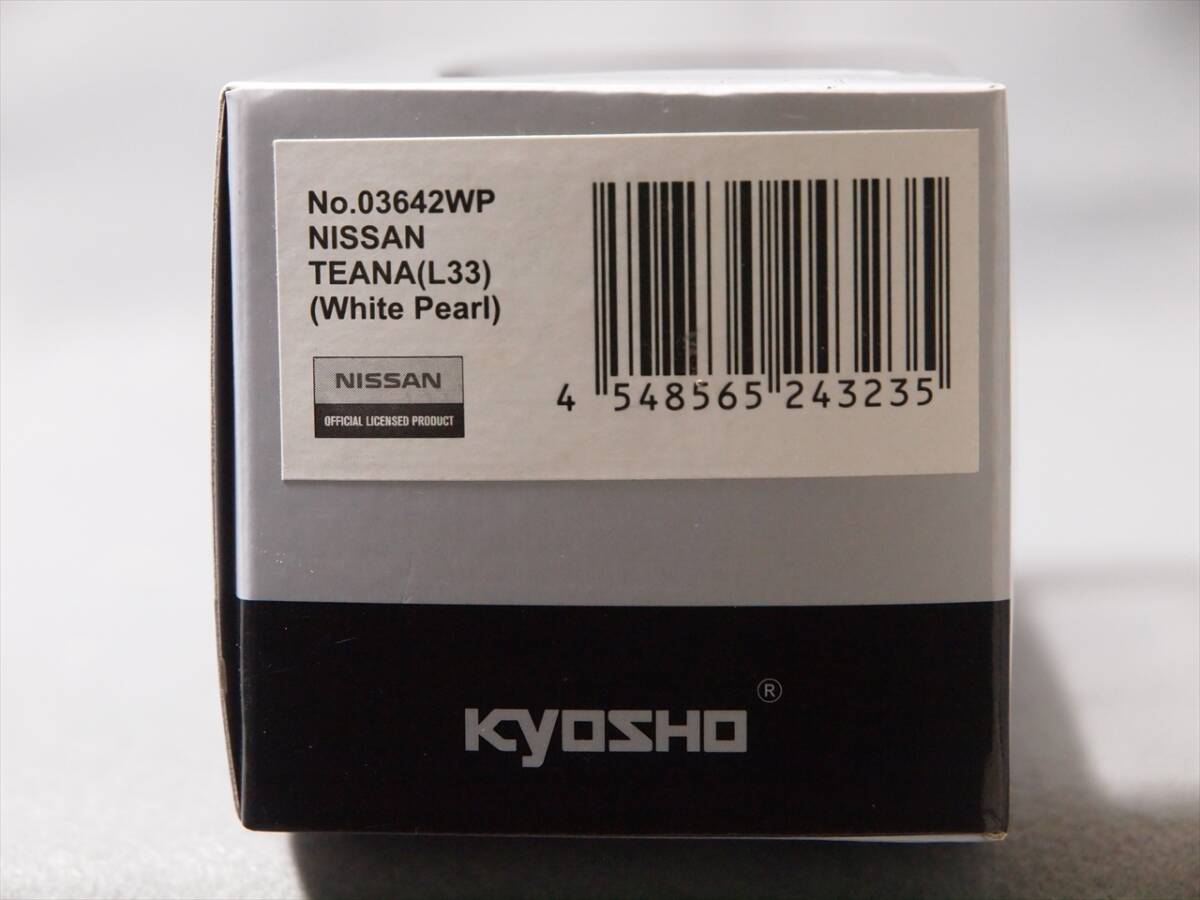 No.03642WP
NISSAN
TEANA(L33)
(White Pearl)
NISSAN
OFFICIAL LICENSED PRODUCT
4 548565 243235
KYOSHO ®